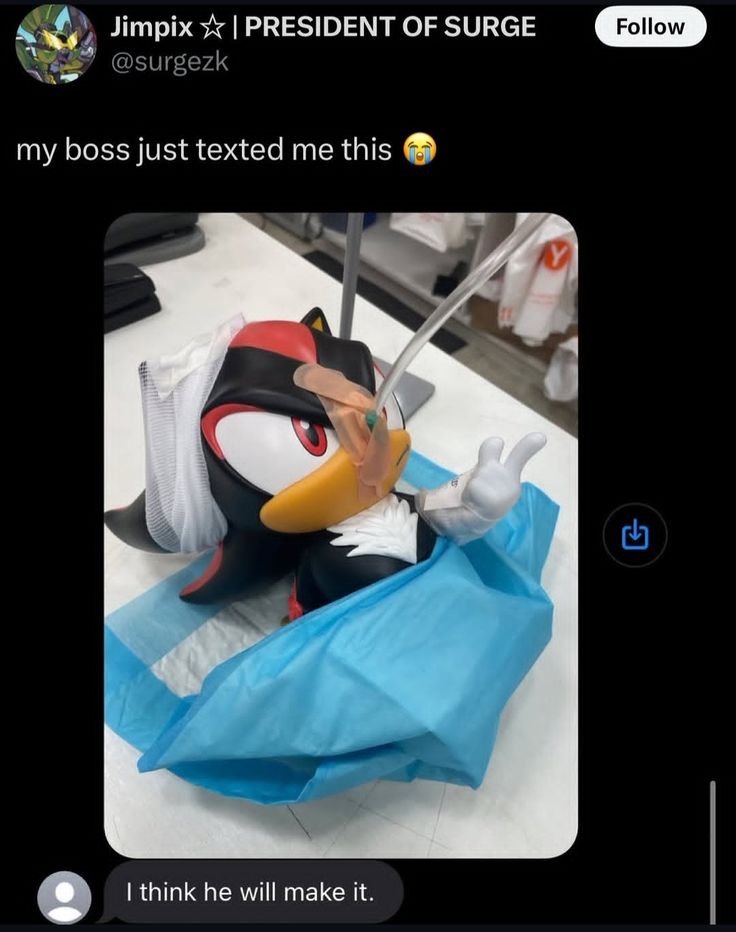 Jimpix ☆ | PRESIDENT OF SURGE
Follow
@surgezk
my boss just texted me this 😭
Y
I think he will make it.